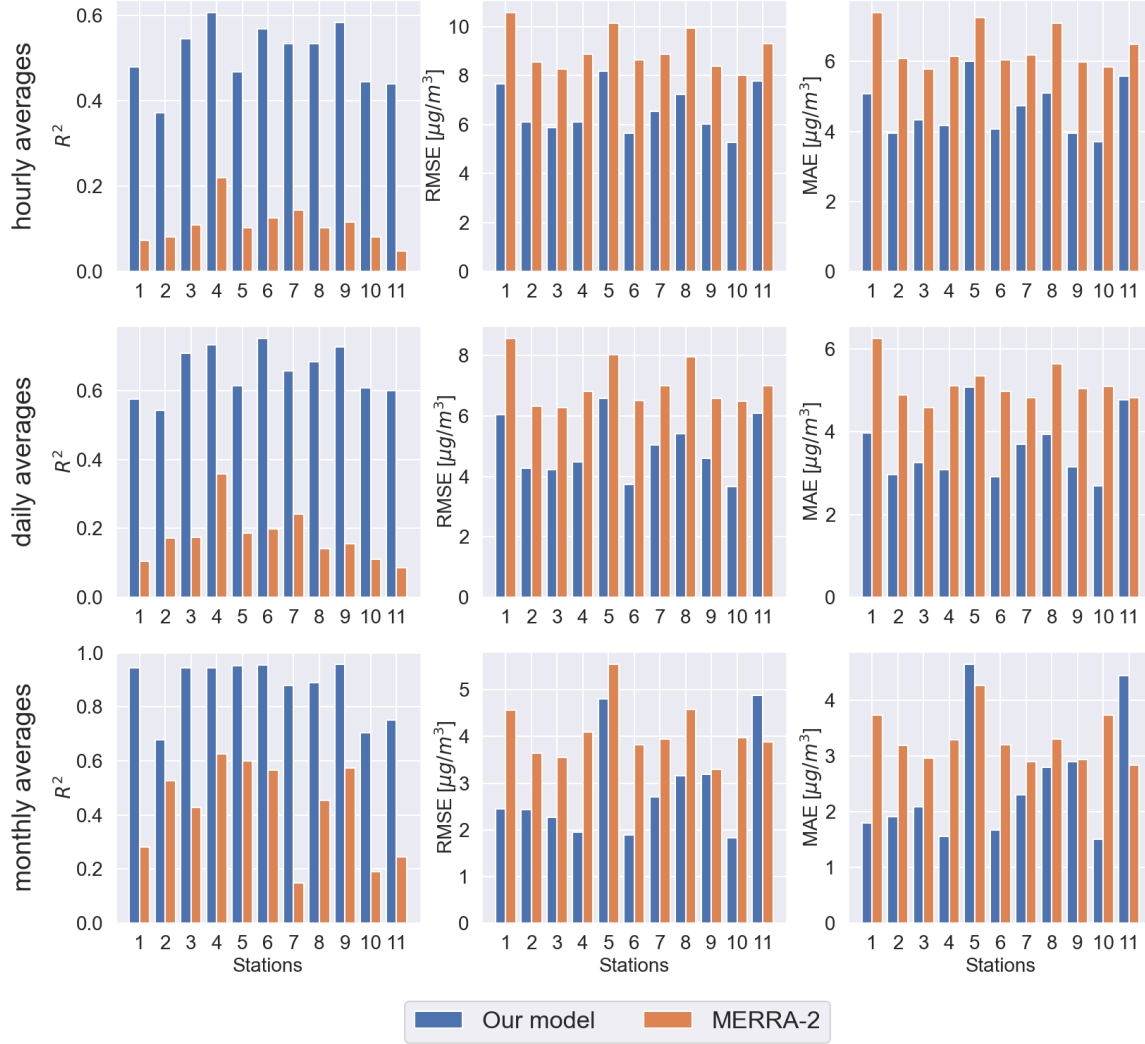 hourly averages
R²
0.6
0.4
0.2
0.0
1 2 3 4 5 6 7 8 9 10 11
RMSE [μg/m³]
10
8
6
4
2
0
1 2 3 4 5 6 7 8 9 10 11
MAE [μg/m³]
6
4
2
0
1 2 3 4 5 6 7 8 9 10 11
daily averages
R²
0.6
0.4
0.2
0.0
1 2 3 4 5 6 7 8 9 10 11
RMSE [μg/m³]
8
6
4
2
0
1 2 3 4 5 6 7 8 9 10 11
MAE [μg/m³]
6
4
2
0
1 2 3 4 5 6 7 8 9 10 11
monthly averages
R²
1.0
0.8
0.6
0.4
0.2
0.0
1 2 3 4 5 6 7 8 9 10 11
Stations
RMSE [μg/m³]
5
4
3
2
1
0
1 2 3 4 5 6 7 8 9 10 11
Stations
MAE [μg/m³]
4
3
2
1
0
1 2 3 4 5 6 7 8 9 10 11
Stations
Our model MERRA-2